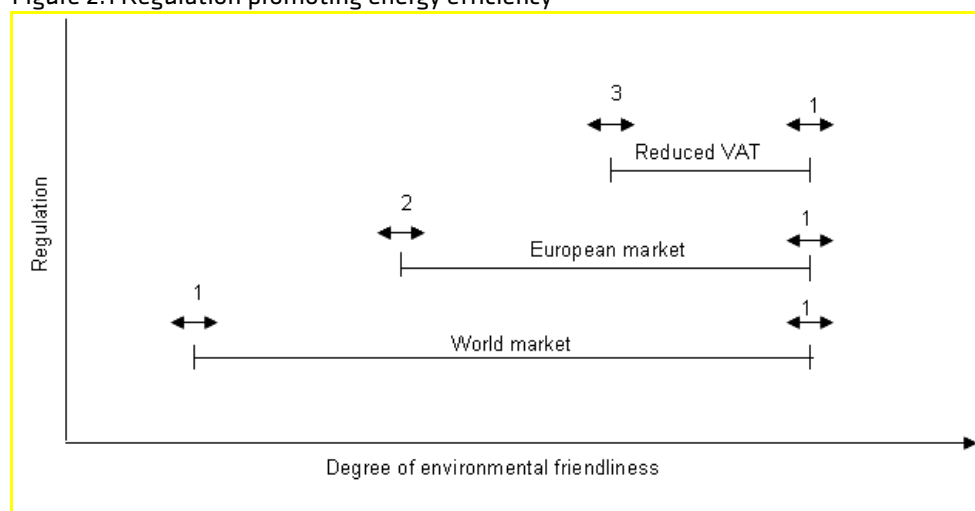 Figure 2.1 Regulation promoting energy efficiency
3
1
Reduced VAT
2
1
European market
1
1
World market
Regulation
Degree of environmental friendliness